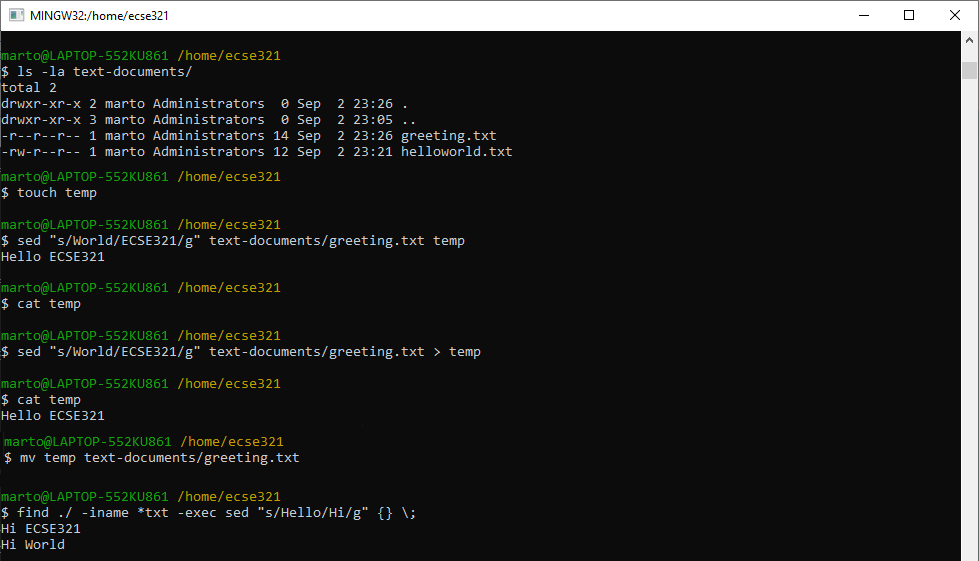 MINGW32:/home/ecse321
marto@LAPTOP-552KU861 /home/ecse321
$ ls -la text-documents/
total 2
drwxr-xr-x 2 marto Administrators  0 Sep  2 23:26 .
drwxr-xr-x 3 marto Administrators  0 Sep  2 23:05 ..
-r--r--r-- 1 marto Administrators 14 Sep  2 23:26 greeting.txt
-rw-r--r-- 1 marto Administrators 12 Sep  2 23:21 helloworld.txt
marto@LAPTOP-552KU861 /home/ecse321
$ touch temp
marto@LAPTOP-552KU861 /home/ecse321
$ sed "s/World/ECSE321/g" text-documents/greeting.txt temp
Hello ECSE321
marto@LAPTOP-552KU861 /home/ecse321
$ cat temp
marto@LAPTOP-552KU861 /home/ecse321
$ sed "s/World/ECSE321/g" text-documents/greeting.txt > temp
marto@LAPTOP-552KU861 /home/ecse321
$ cat temp
Hello ECSE321
marto@LAPTOP-552KU861 /home/ecse321
$ mv temp text-documents/greeting.txt
marto@LAPTOP-552KU861 /home/ecse321
$ find ./ -iname *txt -exec sed "s/Hello/Hi/g" {} \;
Hi ECSE321
Hi World